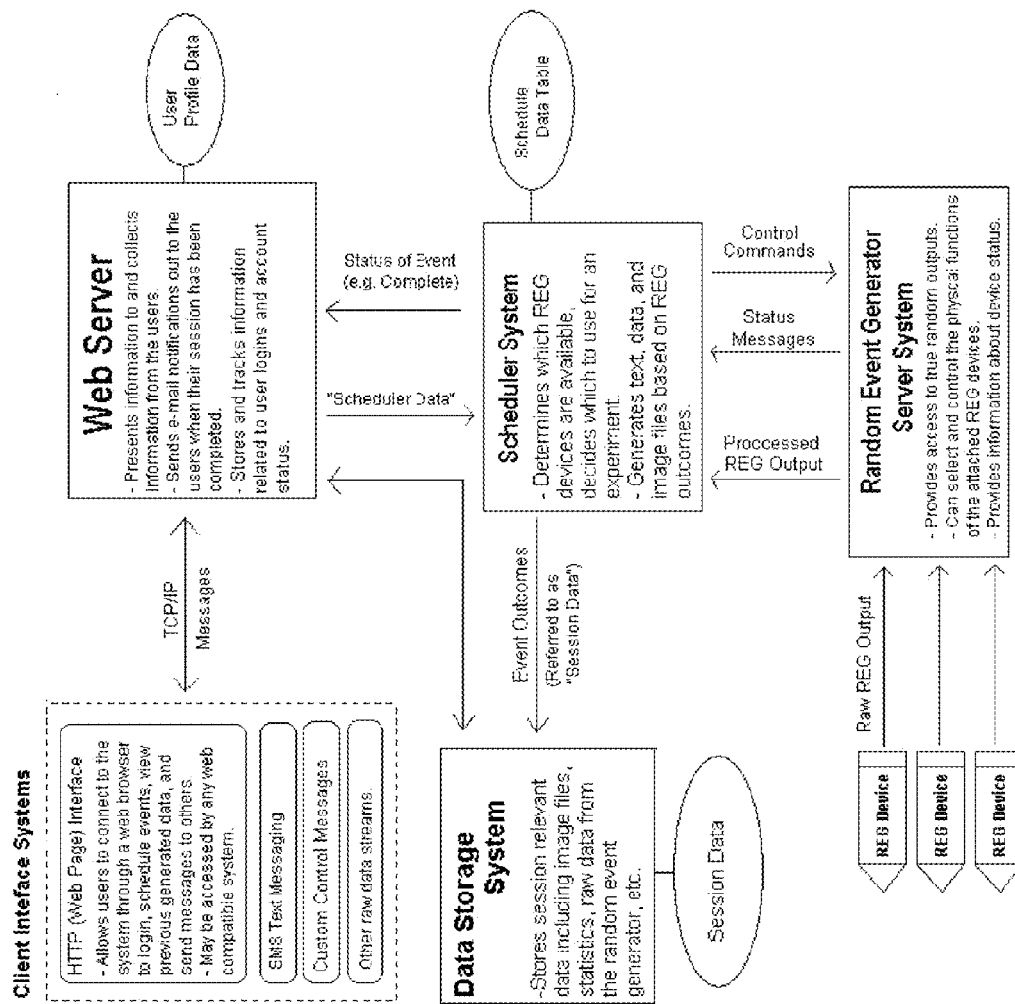 Client Inteface Systems
HTTP (Web Page) Interface
- Allows users to connect to the
system through a web browser
to login, schedule events, view
previous generated data, and
send messages to others
- May be accessed by any web
compatible system.
SMS Text Messaging
Custom Control Messages
Other raw data streams.
TCP/IP
Messages
Web Server
- Presents information to and collects
information from the users.
- Sends e-mail notifications out to the
users when their session has been
completed.
- Stores and tracks information
related to user logins and account
status.
User
Profile Data
"Scheduler Data"
Status of Event
(e.g. Complete)
Data Storage
System
-Stores session relevant
data including image files,
statistics, raw data from
the random event
generator, etc.
Session Data
Event Outcomes
(Referred to as
"Session Data")
Scheduler System
- Determines which REG
devices are available,
decides which to use for an
experiment.
- Generates text, data, and
image files based on REG
outcomes.
Schedule
Data Table
Proccessed
REG Output
Status
Messages
Control
Commands
REG Device
REG Device
REG Device
Raw REG Output
Random Event Generator
Server System
- Provides access to true random outputs.
- Can select and control the physcal functions
of the attached REG devices.
- Provides information about device status.